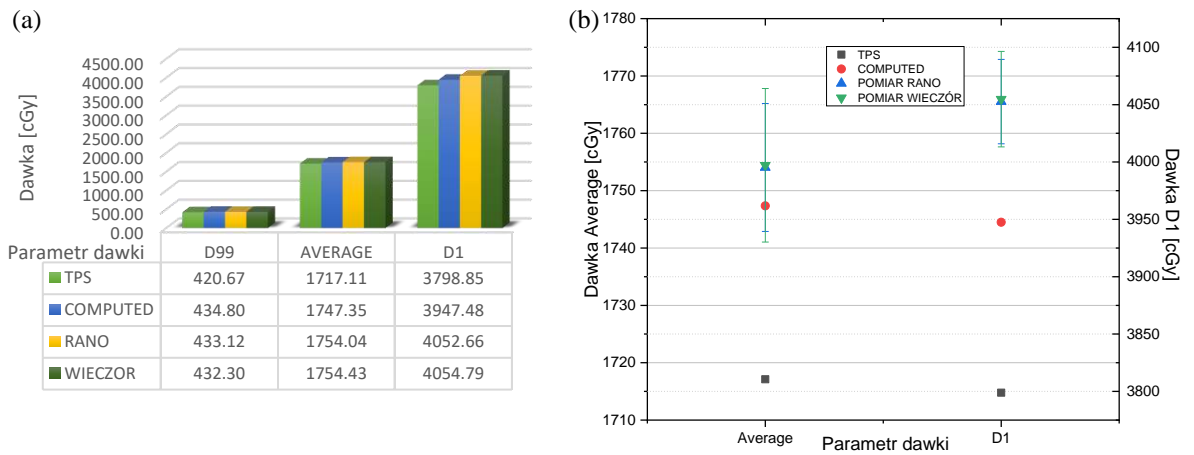 (a)
Dawka [cGy]
4500.00
4000.00
3500.00
3000.00
2500.00
2000.00
1500.00
1000.00
500.00
0.00
Parametr dawki D99 AVERAGE D1
TPS 420.67 1717.11 3798.85
COMPUTED 434.80 1747.35 3947.48
RANO 433.12 1754.04 4052.66
WIECZOR 432.30 1754.43 4054.79
(b)
Dawka Average [cGy]
1780
1770
1760
1750
1740
1730
1720
1710
TPS
COMPUTED
POMIAR RANO
POMIAR WIECZÓR
4100
4050
4000
3950
3900
3850
3800
Dawka D1 [cGy]
Average D1
Parametr dawki